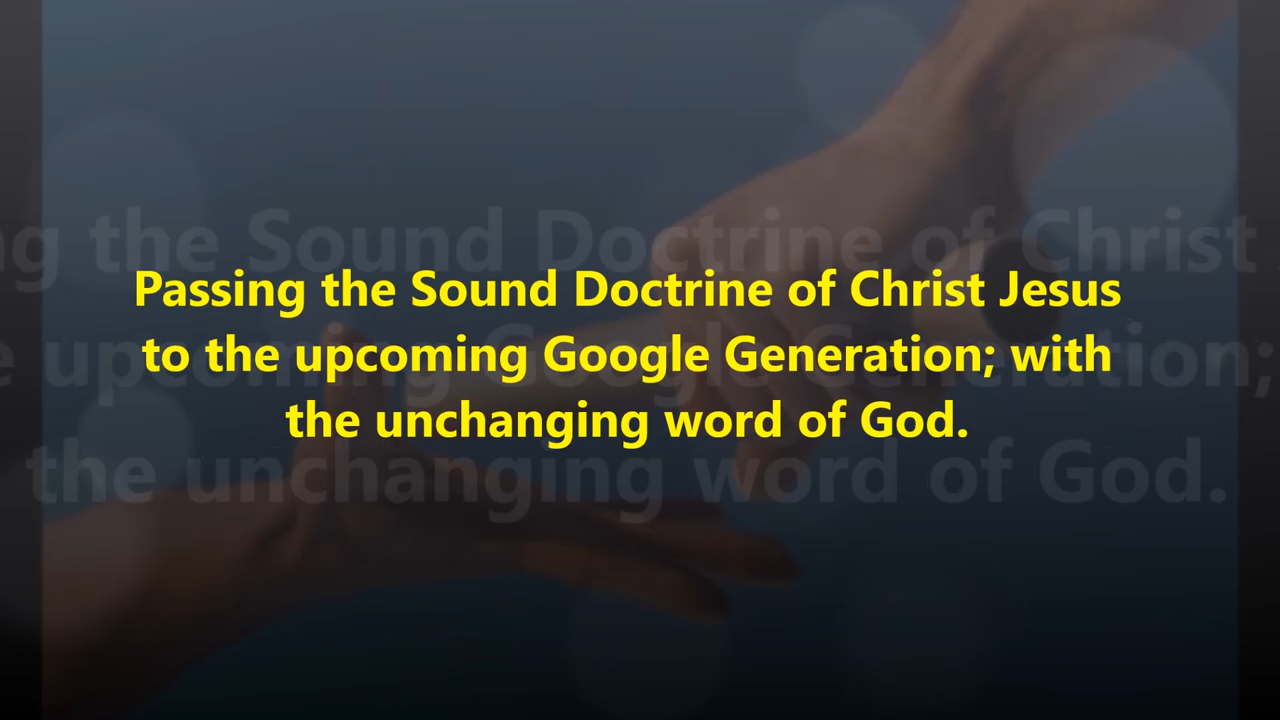 Passing the Sound Doctrine of Christ Jesus
to the upcoming Google Generation; with
the unchanging word of God.